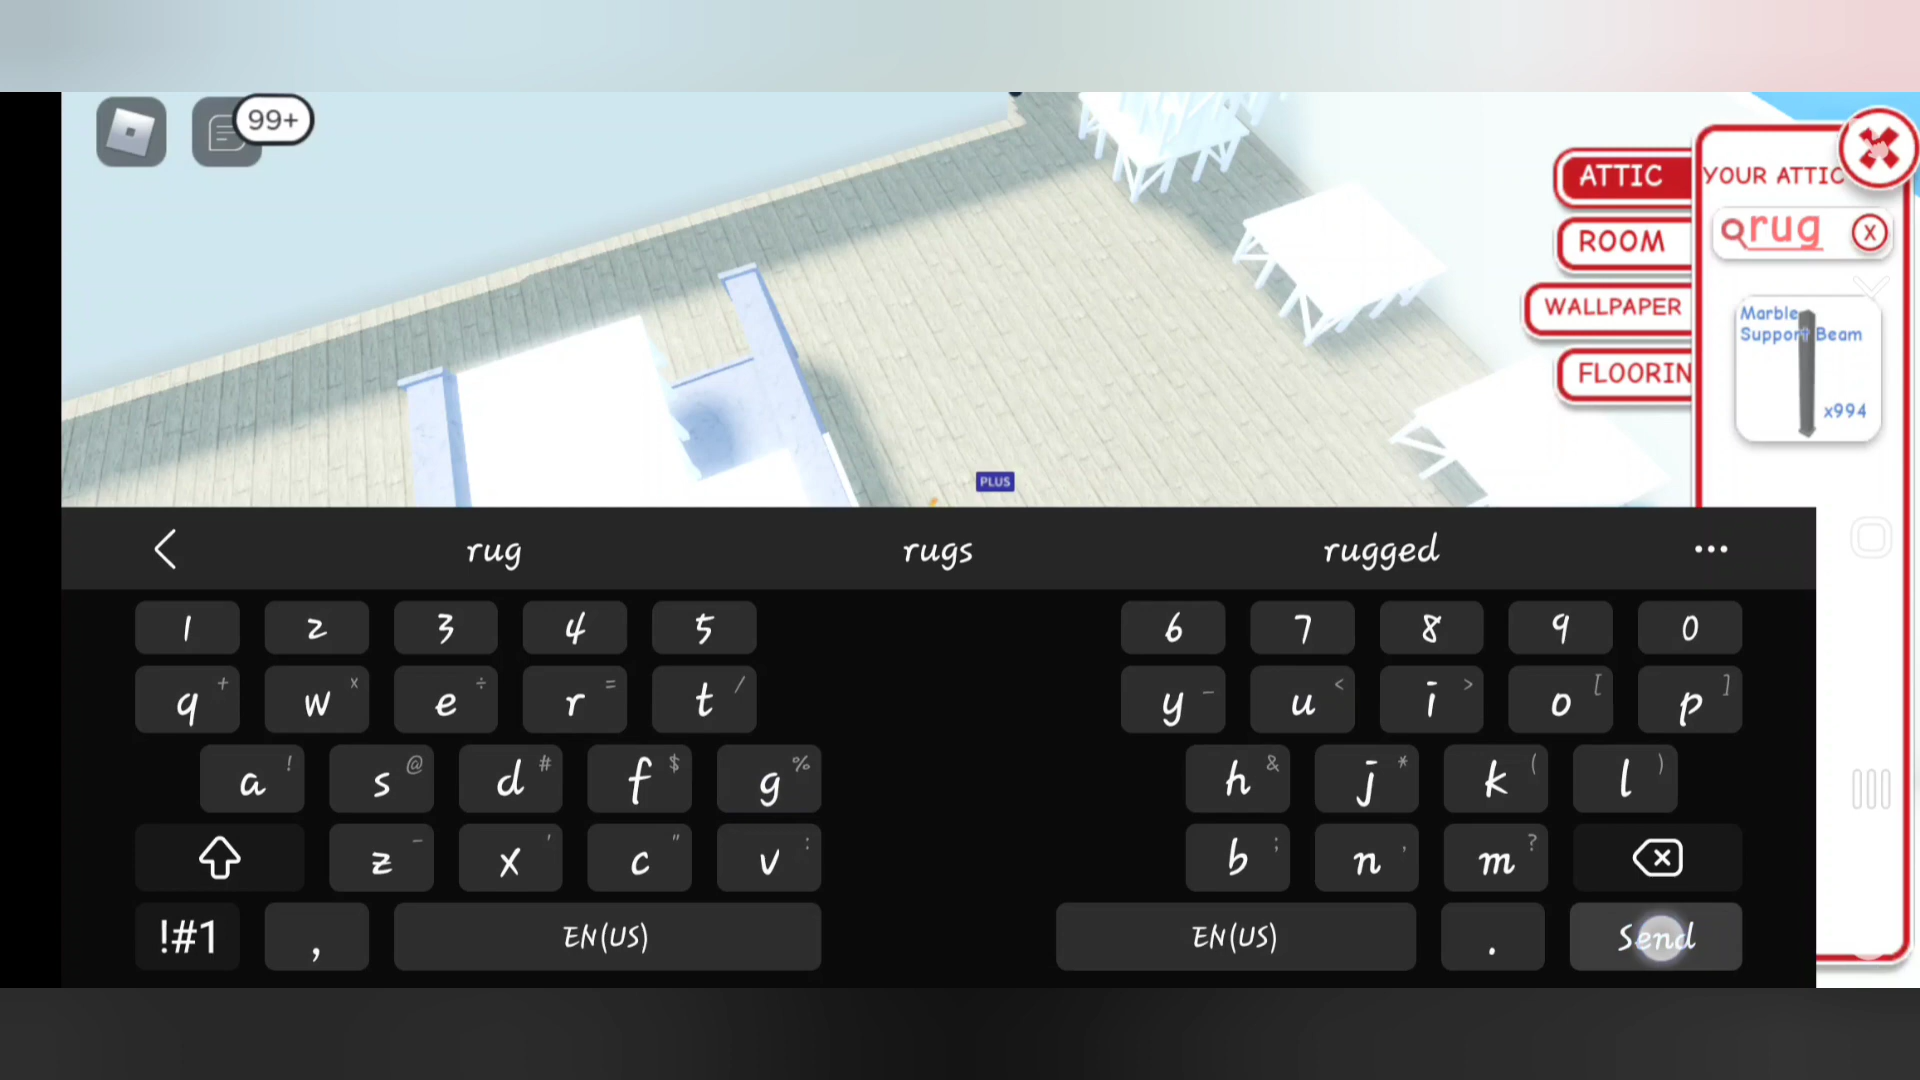 99+
ATTIC
YOUR ATTIC
rug
X
ROOM
WALLPAPER
Marble
Support Beam
FLOORIN
x994
PLUS
rug rugs rugged ...
1 2 3 4 5 6 7 8 9 0
q + w × e ÷ r = t / y _ u < i > o [ p ]
a ! s @ d # f $ g % h & j * k ( l )
z - x ' c " v : b ; n , m ?
!#1 , EN(US) EN(US) . Send